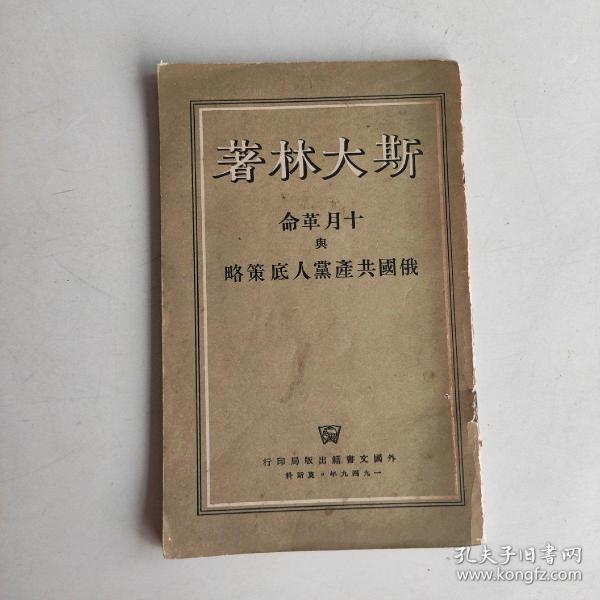 斯大林著
十月革命
與
俄國共產黨人底策略
外國文書籍出版局印行
一九四九年·莫斯科
孔夫子旧书网
www.kongfz.com